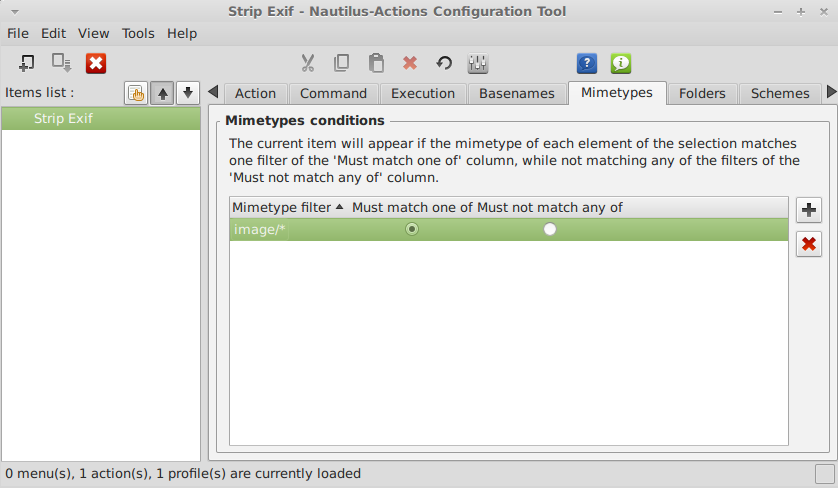 Strip Exif - Nautilus-Actions Configuration Tool
File Edit View Tools Help
Items list :
Action Command Execution Basenames Mimetypes Folders Schemes
Strip Exif
Mimetypes conditions
The current item will appear if the mimetype of each element of the selection matches
one filter of the 'Must match one of' column, while not matching any of the filters of the
'Must not match any of' column.
Mimetype filter Must match one of Must not match any of
image/*
0 menu(s), 1 action(s), 1 profile(s) are currently loaded